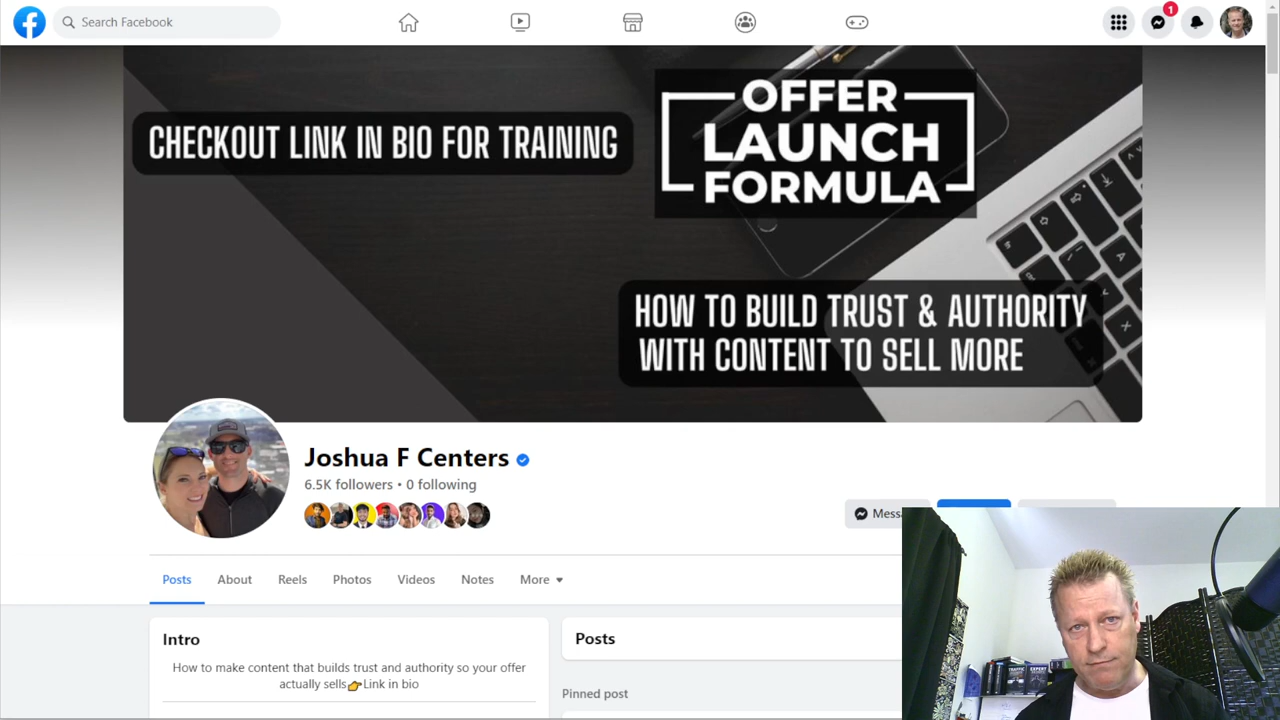 Search Facebook
1
CHECKOUT LINK IN BIO FOR TRAINING
OFFER
LAUNCH
FORMULA
HOW TO BUILD TRUST & AUTHORITY
WITH CONTENT TO SELL MORE
Joshua F Centers
6.5K followers • 0 following
Messa
Posts
About
Reels
Photos
Videos
Notes
More
Intro
How to make content that builds trust and authority so your offer
actually sells👉Link in bio
Posts
Pinned post
TRAFFIC
EXPERT